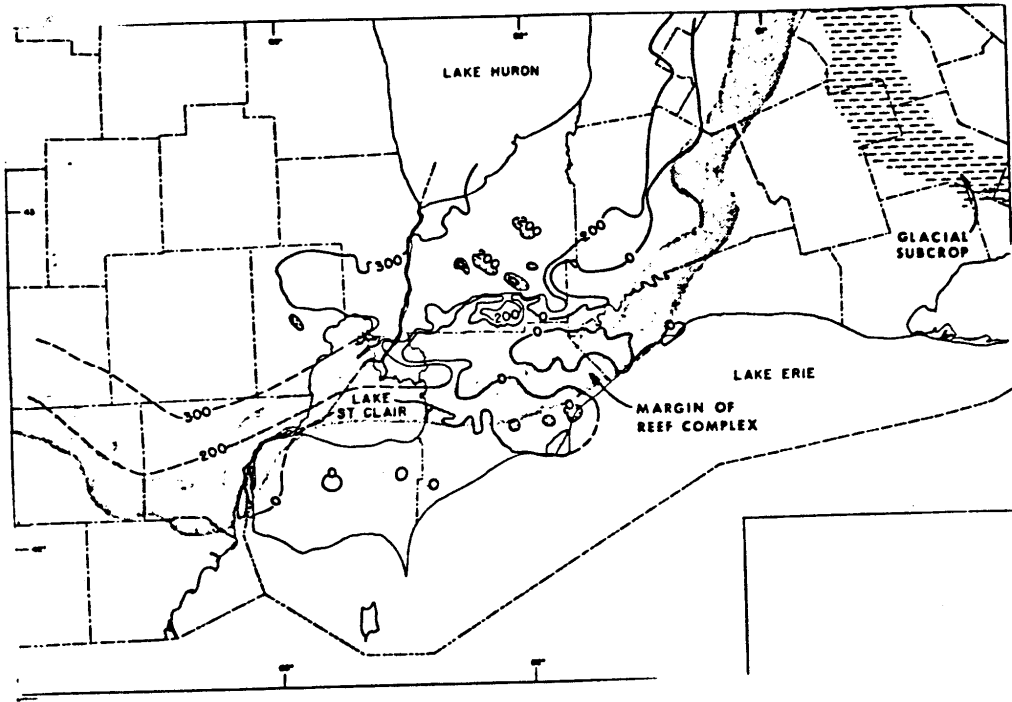 LAKE HURON
200
GLACIAL
SUBCROP
300
200
LAKE ERIE
LAKE
ST CLAIR
MARGIN OF
REEF COMPLEX
300
200